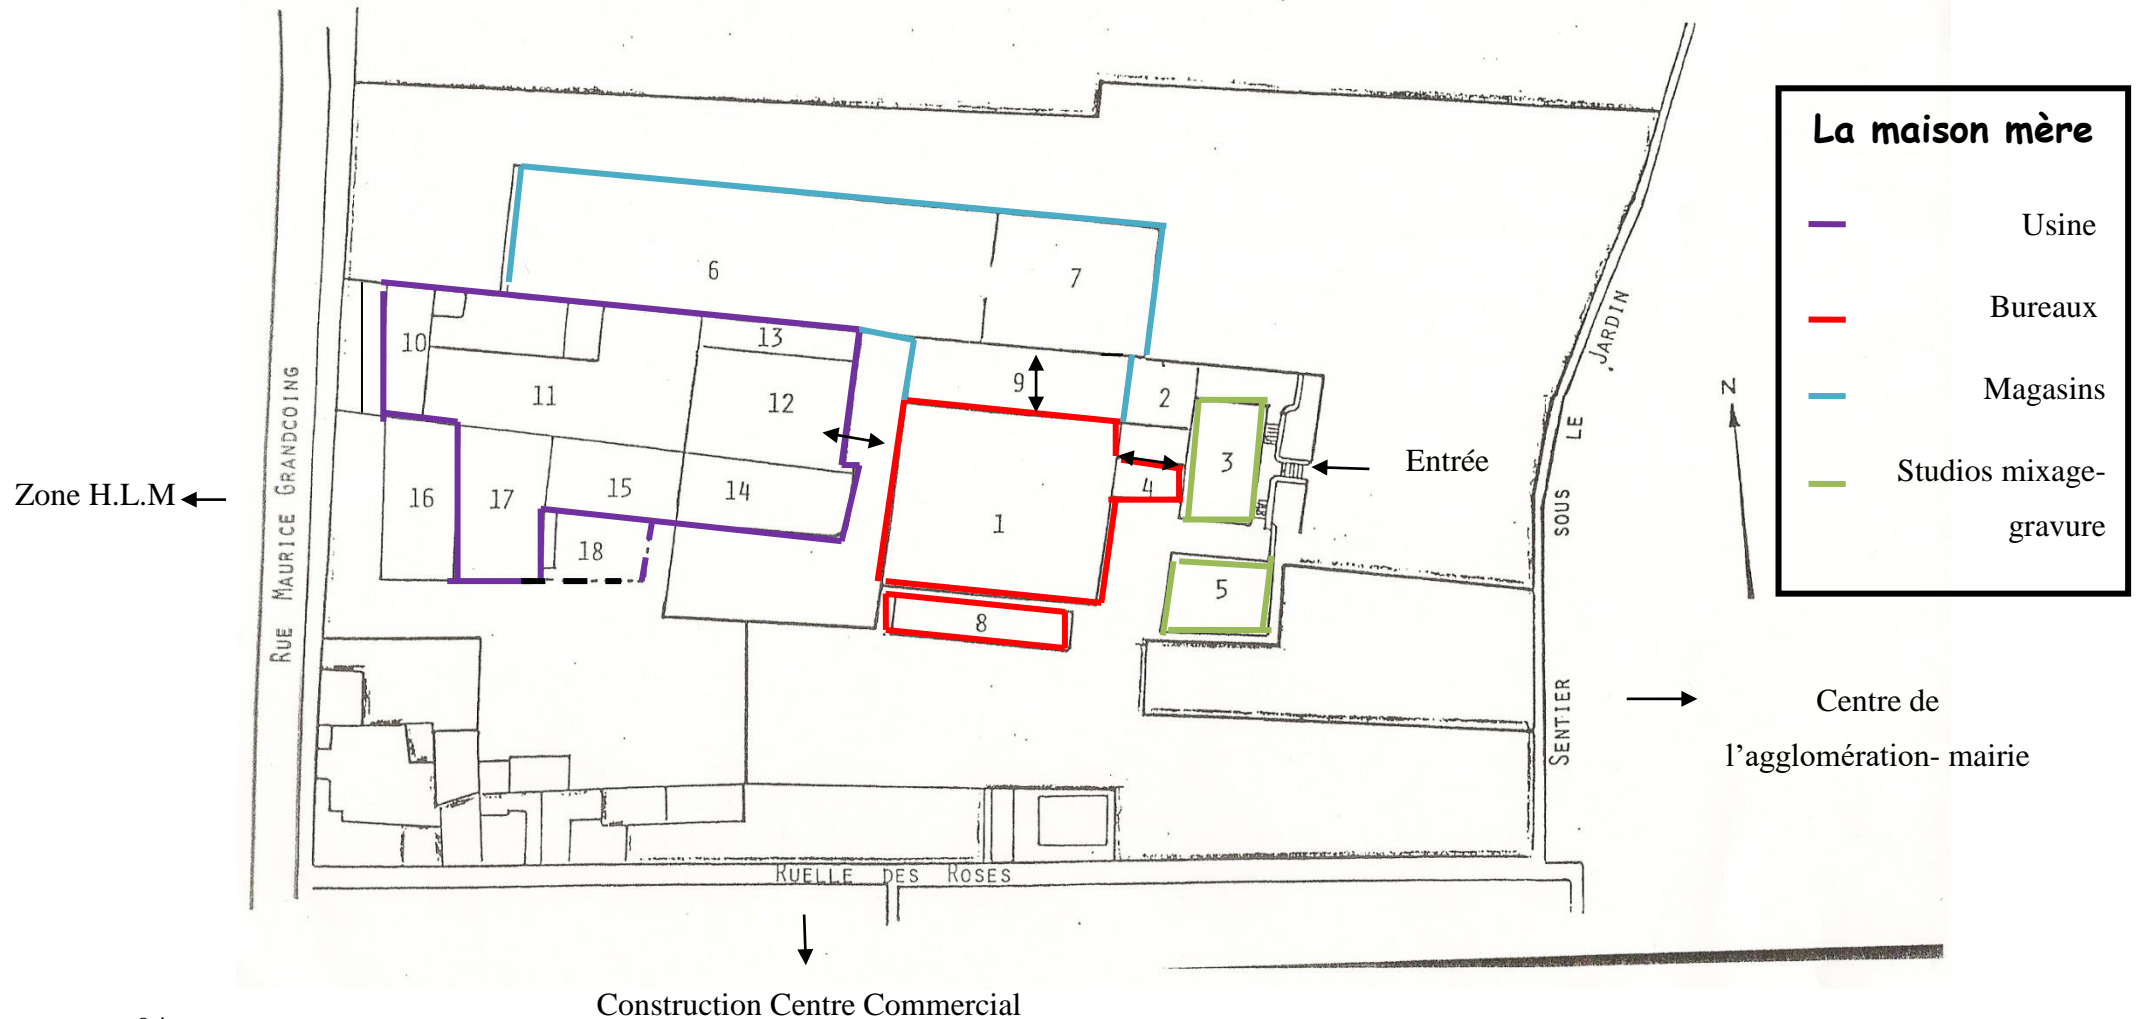 La maison mère
Usine
Bureaux
Magasins
Studios mixage-
gravure
6
7
13
10
9
2
11
12
3
Entrée
4
Zone H.L.M
16
17
15
14
1
18
5
8
RUE MAURICE GRANDCOING
SENTIER SOUS LE JARDIN
N
Centre de
l'agglomération- mairie
RUELLE DES ROSES
Construction Centre Commercial